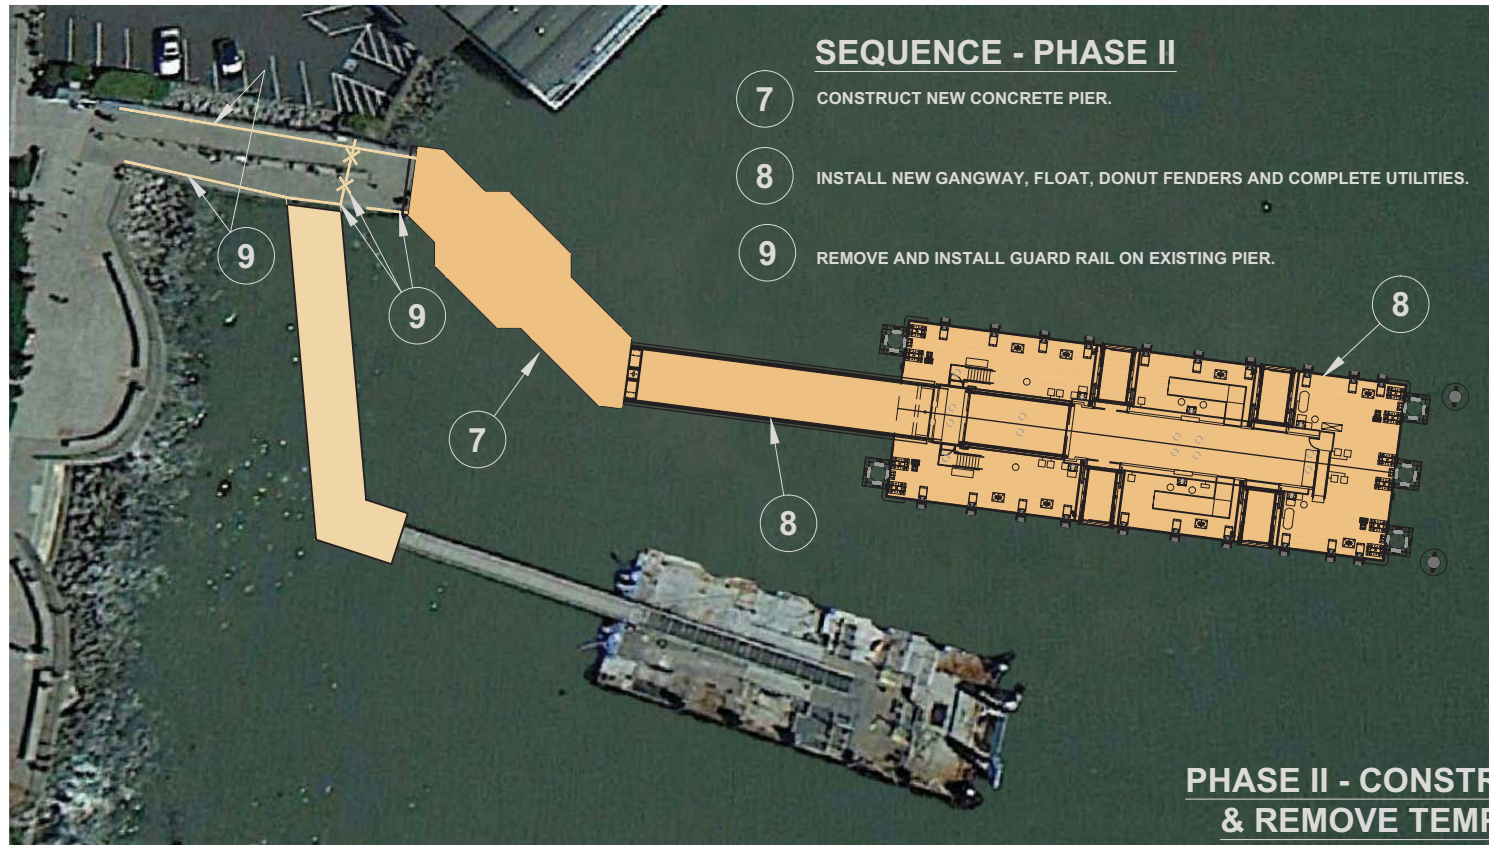 SEQUENCE - PHASE II
7 CONSTRUCT NEW CONCRETE PIER.
8 INSTALL NEW GANGWAY, FLOAT, DONUT FENDERS AND COMPLETE UTILITIES.
9 REMOVE AND INSTALL GUARD RAIL ON EXISTING PIER.
9
9
8
7
8
PHASE II - CONSTR
& REMOVE TEMP